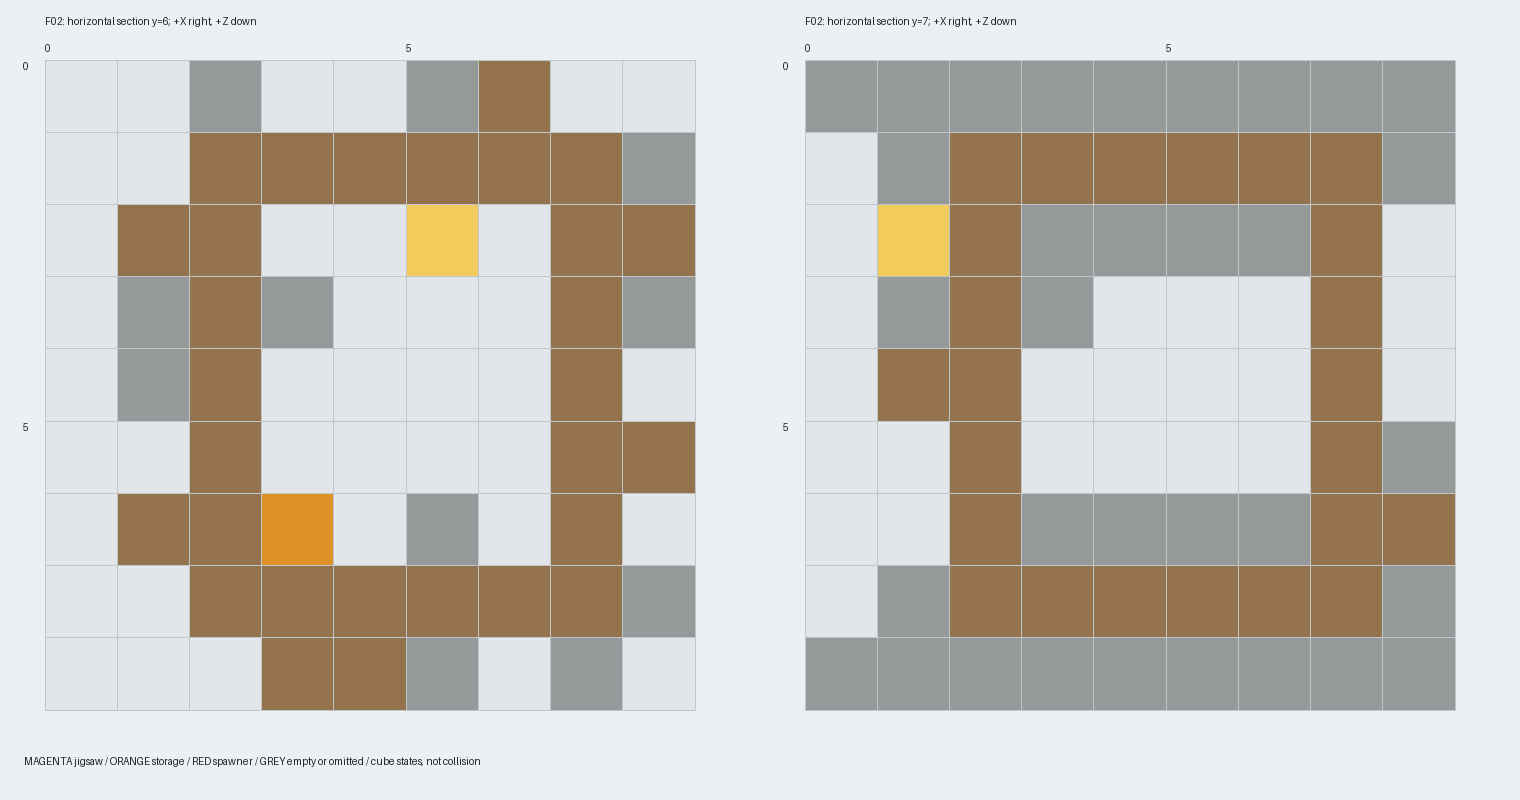 F02: horizontal section y=6; +X right, +Z down
F02: horizontal section y=7; +X right, +Z down
0 5
0 5
0
0
5
5
MAGENTA jigsaw / ORANGE storage / RED spawner / GREY empty or omitted / cube states, not collision